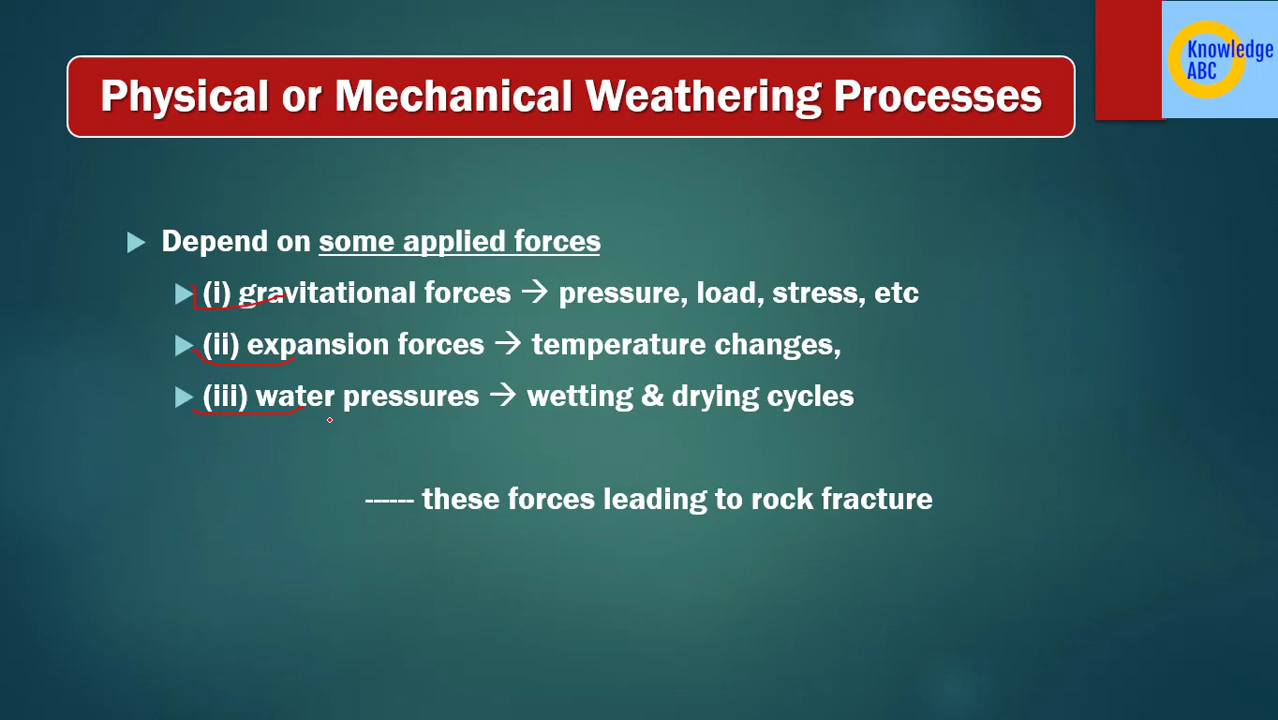 Knowledge
ABC
Physical or Mechanical Weathering Processes
Depend on some applied forces
(i) gravitational forces → pressure, load, stress, etc
(ii) expansion forces → temperature changes,
(iii) water pressures → wetting & drying cycles
------ these forces leading to rock fracture